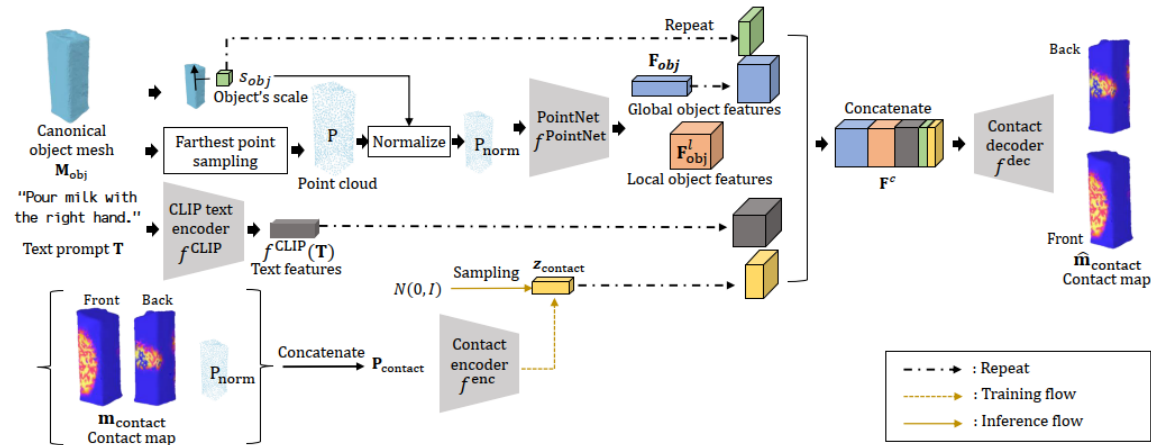 Canonical
object mesh
M_obj
"Pour milk with
the right hand."
Text prompt T
s_obj
Object's scale
Repeat
Farthest point
sampling
P
Point cloud
Normalize
P_norm
PointNet
f^PointNet
F_obj
Global object features
F^l_obj
Local object features
CLIP text
encoder
f^CLIP
f^CLIP(T)
Text features
Sampling
N(0, I)
z_contact
Front
Back
P_norm
m_contact
Contact map
Concatenate
P_contact
Contact
encoder
f^enc
Concatenate
F^c
Contact
decoder
f^dec
Back
Front
m̂_contact
Contact map
: Repeat
: Training flow
: Inference flow